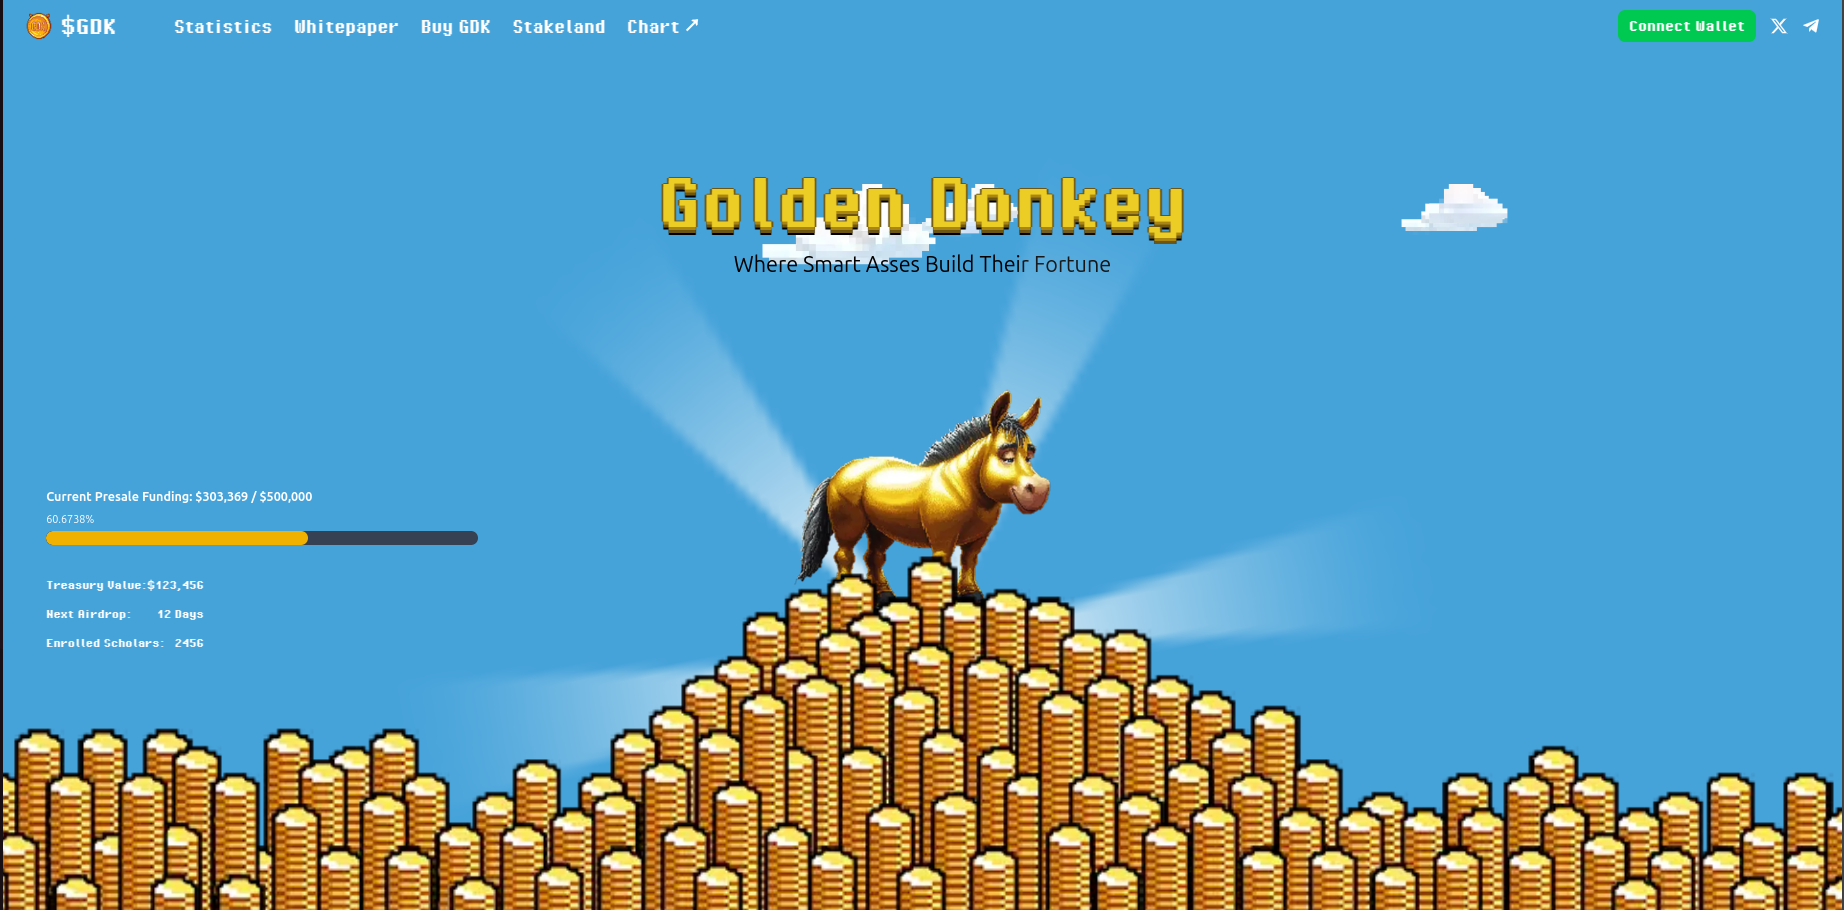 $GDK Statistics Whitepaper Buy GDK Stakeland Chart ↗ Connect Wallet
Golden Donkey
Where Smart Asses Build Their Fortune
Current Presale Funding: $303,369 / $500,000
60.6738%
Treasury Value:$123,456
Next Airdrop: 12 Days
Enrolled Scholars: 2456